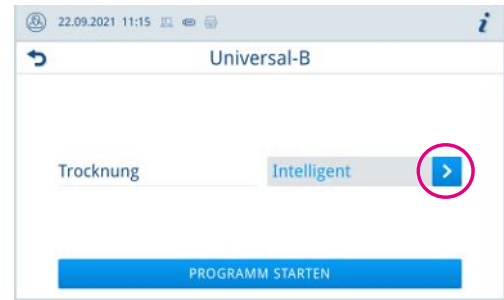 22.09.2021 11:15
Universal-B
Trocknung
Intelligent
PROGRAMM STARTEN